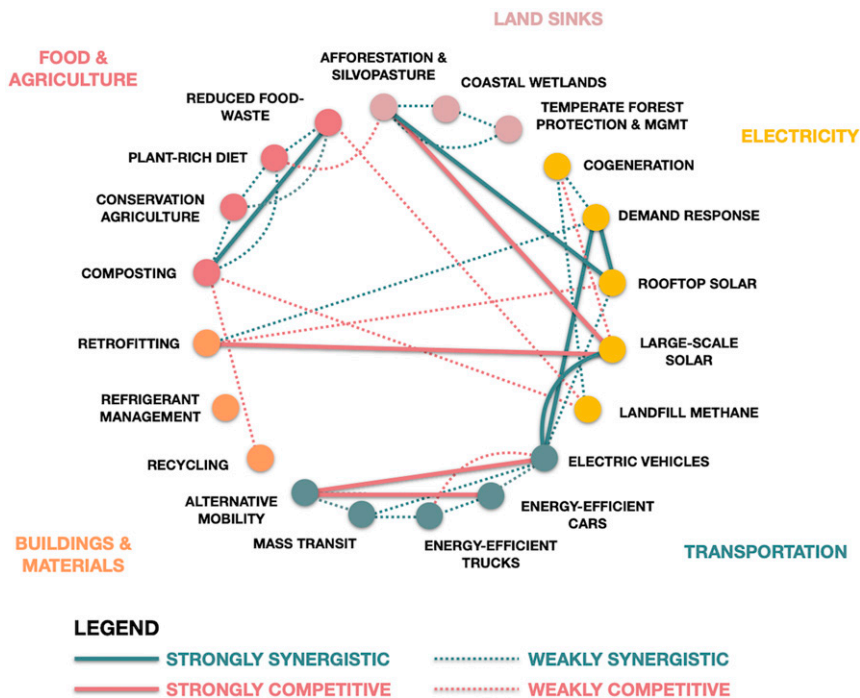 LAND SINKS
FOOD &
AGRICULTURE
AFFORESTATION &
SILVOPASTURE
COASTAL WETLANDS
REDUCED FOOD-
WASTE
TEMPERATE FOREST
PROTECTION & MGMT
ELECTRICITY
PLANT-RICH DIET
COGENERATION
CONSERVATION
AGRICULTURE
DEMAND RESPONSE
COMPOSTING
ROOFTOP SOLAR
RETROFITTING
LARGE-SCALE
SOLAR
REFRIGERANT
MANAGEMENT
LANDFILL METHANE
RECYCLING
ELECTRIC VEHICLES
ALTERNATIVE
MOBILITY
ENERGY-EFFICIENT
CARS
MASS TRANSIT
ENERGY-EFFICIENT
TRUCKS
BUILDINGS &
MATERIALS
TRANSPORTATION
LEGEND
STRONGLY SYNERGISTIC
WEAKLY SYNERGISTIC
STRONGLY COMPETITIVE
WEAKLY COMPETITIVE